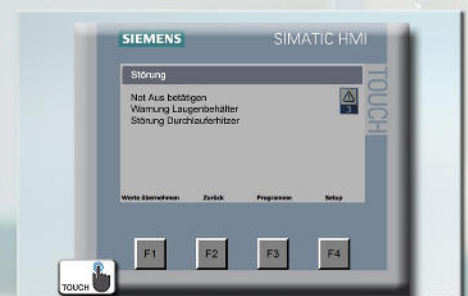 SIEMENS
SIMATIC HMI
TOUCH
Störung
Not Aus betätigen
Warnung Laugenbehälter
Störung Durchlauferhitzer
3
Werte übernehmen Zurück Programme Setup
F1 F2 F3 F4
TOUCH